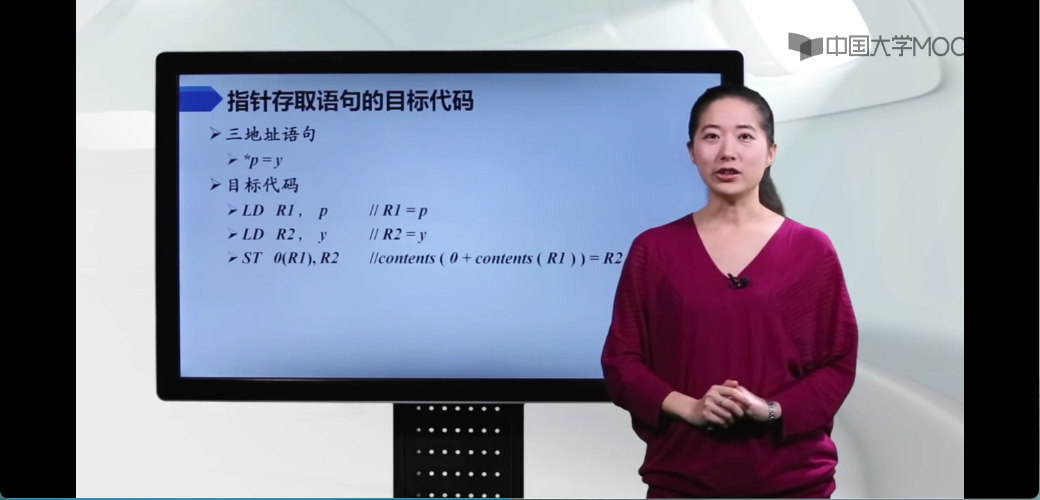 中国大学MOC
指针存取语句的目标代码
➢ 三地址语句
➢ *p = y
➢ 目标代码
➢ LD R1 , p // R1 = p
➢ LD R2 , y // R2 = y
➢ ST 0(R1), R2 //contents ( 0 + contents ( R1 ) ) = R2